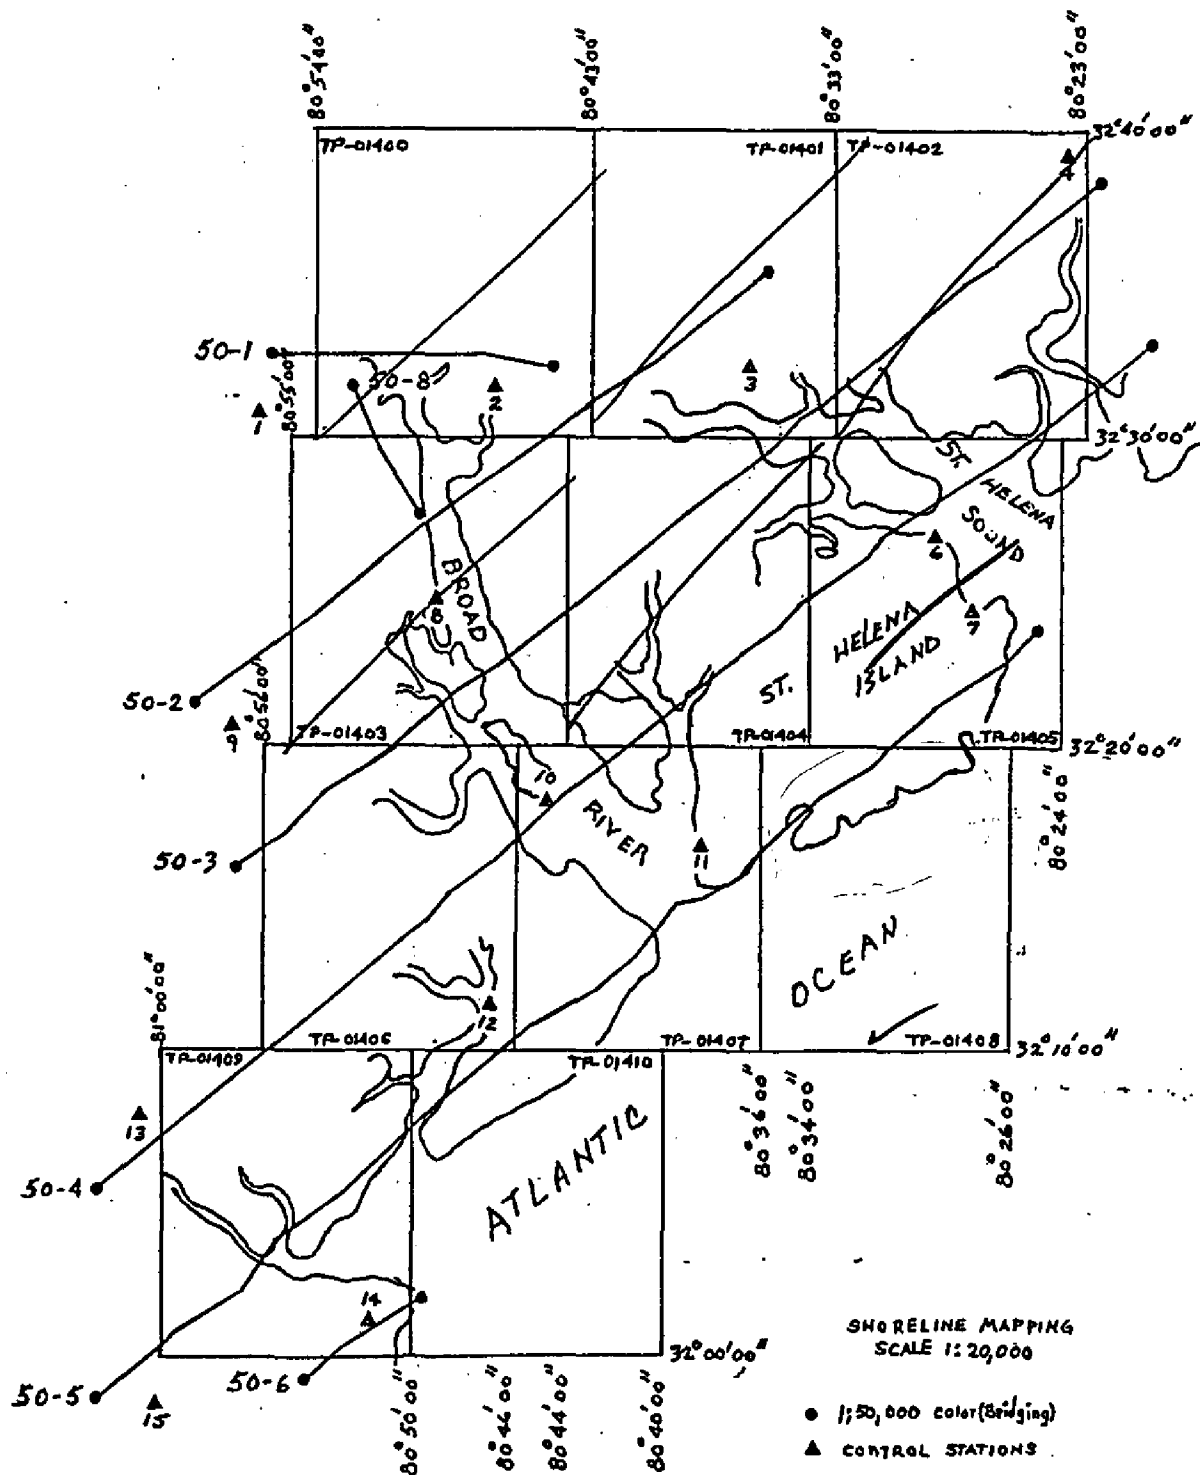 80°54'00"
80°43'00"
80°33'00"
80°23'00"
32°40'00"
TP-01400
TP-01401
TP-01402
4
50-1
50-8
80°55'00"
1
2
3
32°30'00"
ST. HELENA
SOUND
6
BROAD
8
7
ST. HELENA
ISLAND
50-2
9
80°56'00"
TP-01403
TP-01404
TP-01405
32°20'00"
10
RIVER
80°24'00"
50-3
11
OCEAN
81°00'00"
12
TP-01409
TP-01406
TP-01410
TP-01407
TP-01408
32°10'00"
13
80°36'00"
80°34'00"
80°26'00"
50-4
ATLANTIC
14
SHORELINE MAPPING
SCALE 1:20,000
32°00'00"
50-5
15
50-6
80°50'00"
80°46'00"
80°44'00"
80°40'00"
1:50,000 color (Bridging)
CONTROL STATIONS